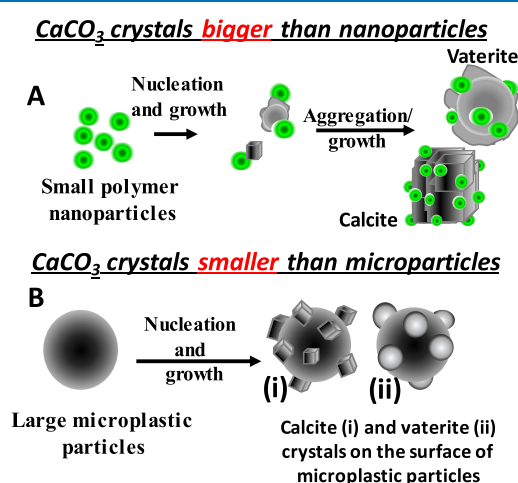 CaCO3 crystals bigger than nanoparticles
Vaterite
A
Nucleation
and growth
Aggregation/
growth
Small polymer
nanoparticles
Calcite
CaCO3 crystals smaller than microparticles
B
Nucleation
and
growth
(i)
(ii)
Large microplastic
particles
Calcite (i) and vaterite (ii)
crystals on the surface of
microplastic particles